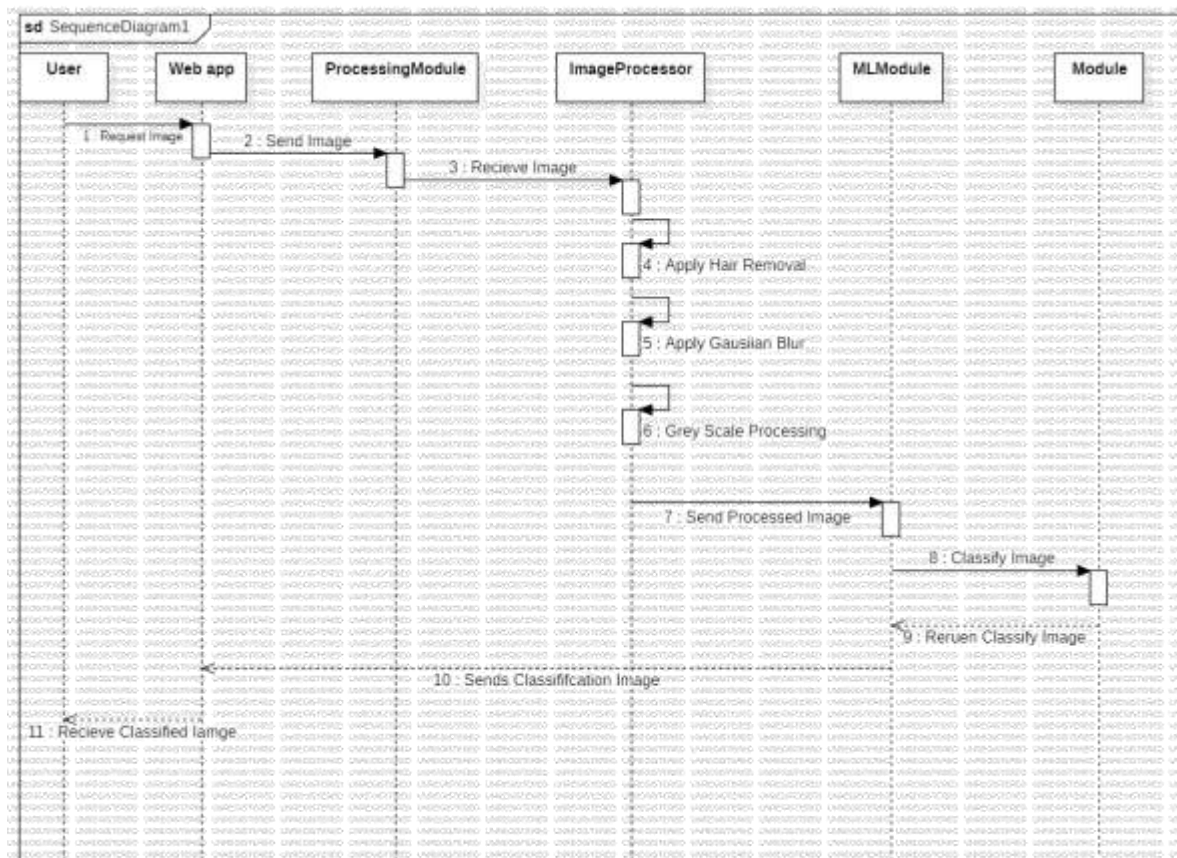 sd SequenceDiagram1
User
Web app
ProcessingModule
ImageProcessor
MLModule
Module
1 : Request Image
2 : Send Image
3 : Recieve Image
4 : Apply Hair Removal
5 : Apply Gausiian Blur
6 : Grey Scale Processing
7 : Send Processed Image
8 : Classify Image
9 : Reruen Classify Image
10 : Sends Classififcation Image
11 : Recieve Classified Iamge
UNREGISTERED